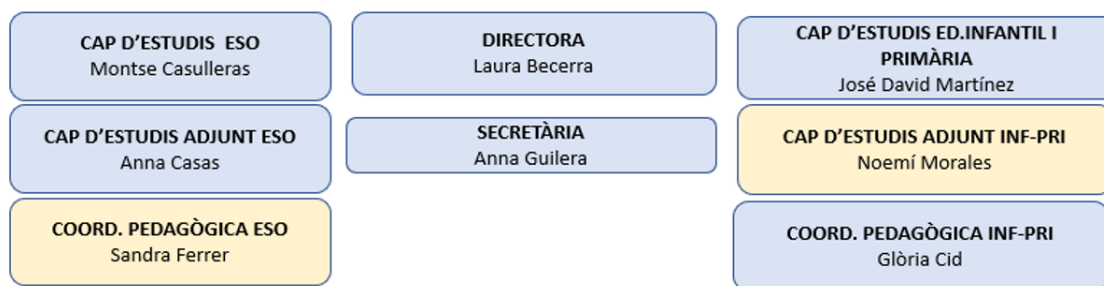 CAP D'ESTUDIS  ESO
Montse Casulleras
DIRECTORA
Laura Becerra
CAP D'ESTUDIS ED.INFANTIL I
PRIMÀRIA
José David Martínez
CAP D'ESTUDIS ADJUNT ESO
Anna Casas
SECRETÀRIA
Anna Guilera
CAP D'ESTUDIS ADJUNT INF-PRI
Noemí Morales
COORD. PEDAGÒGICA ESO
Sandra Ferrer
COORD. PEDAGÒGICA INF-PRI
Glòria Cid